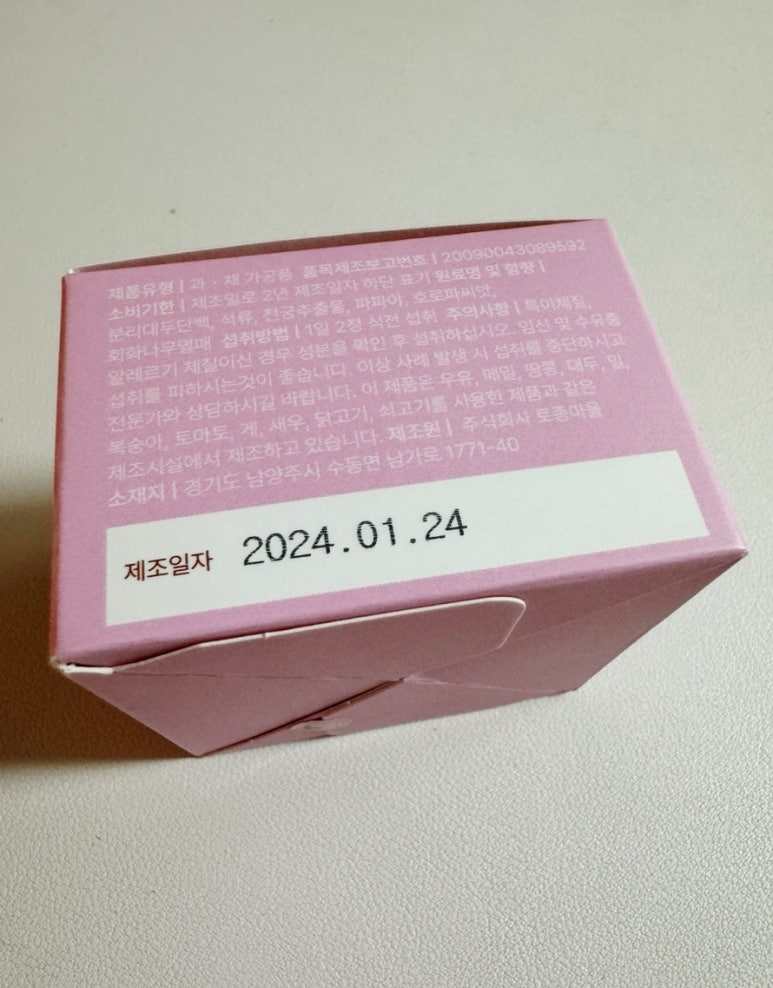 제품유형 | 과 · 채 가공품 품목제조보고번호 | 20090043089592
소비기한 | 제조일로 2년 제조일자 하단 표기 원료명 및 함량 |
분리대두단백, 석류, 천궁추출물, 파파야, 호로파씨앗,
회화나무열매 섭취방법 | 1일 2정 식전 섭취 주의사항 | 특이체질,
알레르기 체질이신 경우 성분을 확인 후 섭취하십시오. 임신 및 수유중
섭취를 피하시는것이 좋습니다. 이상 사례 발생 시 섭취를 중단하시고
전문가와 상담하시길 바랍니다. 이 제품은 우유, 메밀, 땅콩, 대두, 밀,
복숭아, 토마토, 게, 새우, 닭고기, 쇠고기를 사용한 제품과 같은
제조시설에서 제조하고 있습니다. 제조원 | 주식회사 토종마을
소재지 | 경기도 남양주시 수동면 남가로 1771-40
제조일자 2024.01.24